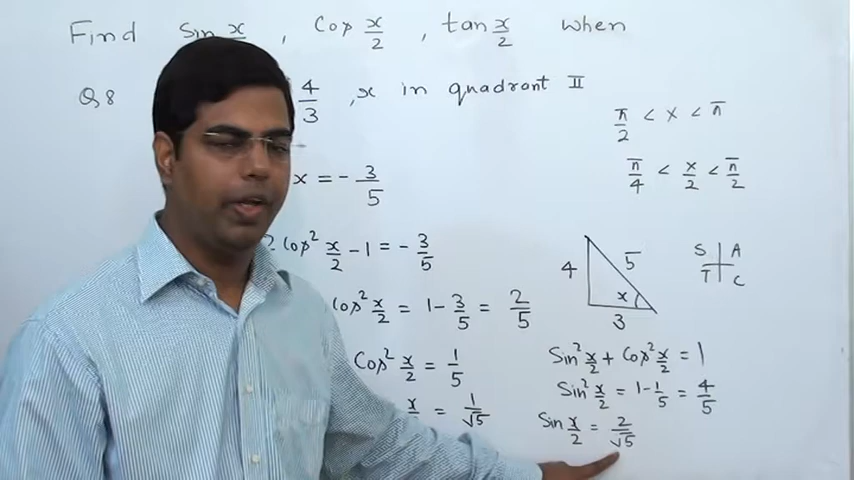 Find Sin x/2 , Cos x/2 , tan x/2 when
Q8 4/3 , x in quadrant II
π/2 < x < π
π/4 < x/2 < π/2
x = - 3/5
2 Cos² x/2 - 1 = - 3/5
Cos² x/2 = 1 - 3/5 = 2/5
Cos² x/2 = 1/5
x/2 = 1/√5
4 5
x
3
S A
T C
Sin² x/2 + Cos² x/2 = 1
Sin² x/2 = 1 - 1/5 = 4/5
Sin x/2 = 2/√5